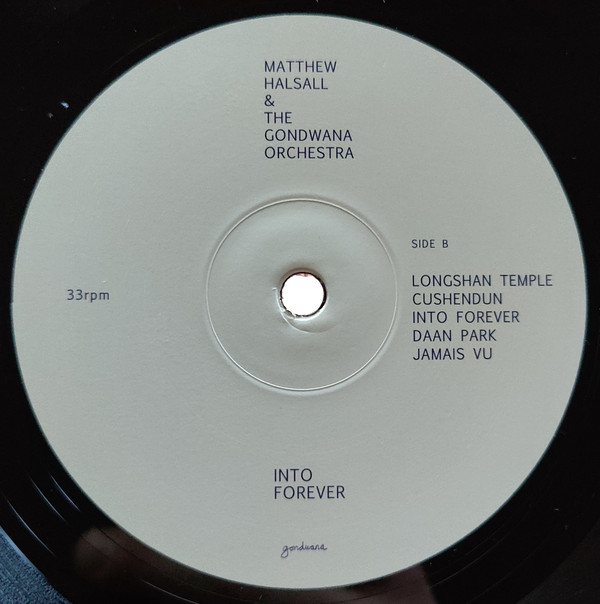 MATTHEW
HALSALL
&
THE
GONDWANA
ORCHESTRA
SIDE B
33rpm
LONGSHAN TEMPLE
CUSHENDUN
INTO FOREVER
DAAN PARK
JAMAIS VU
INTO
FOREVER
gondwana